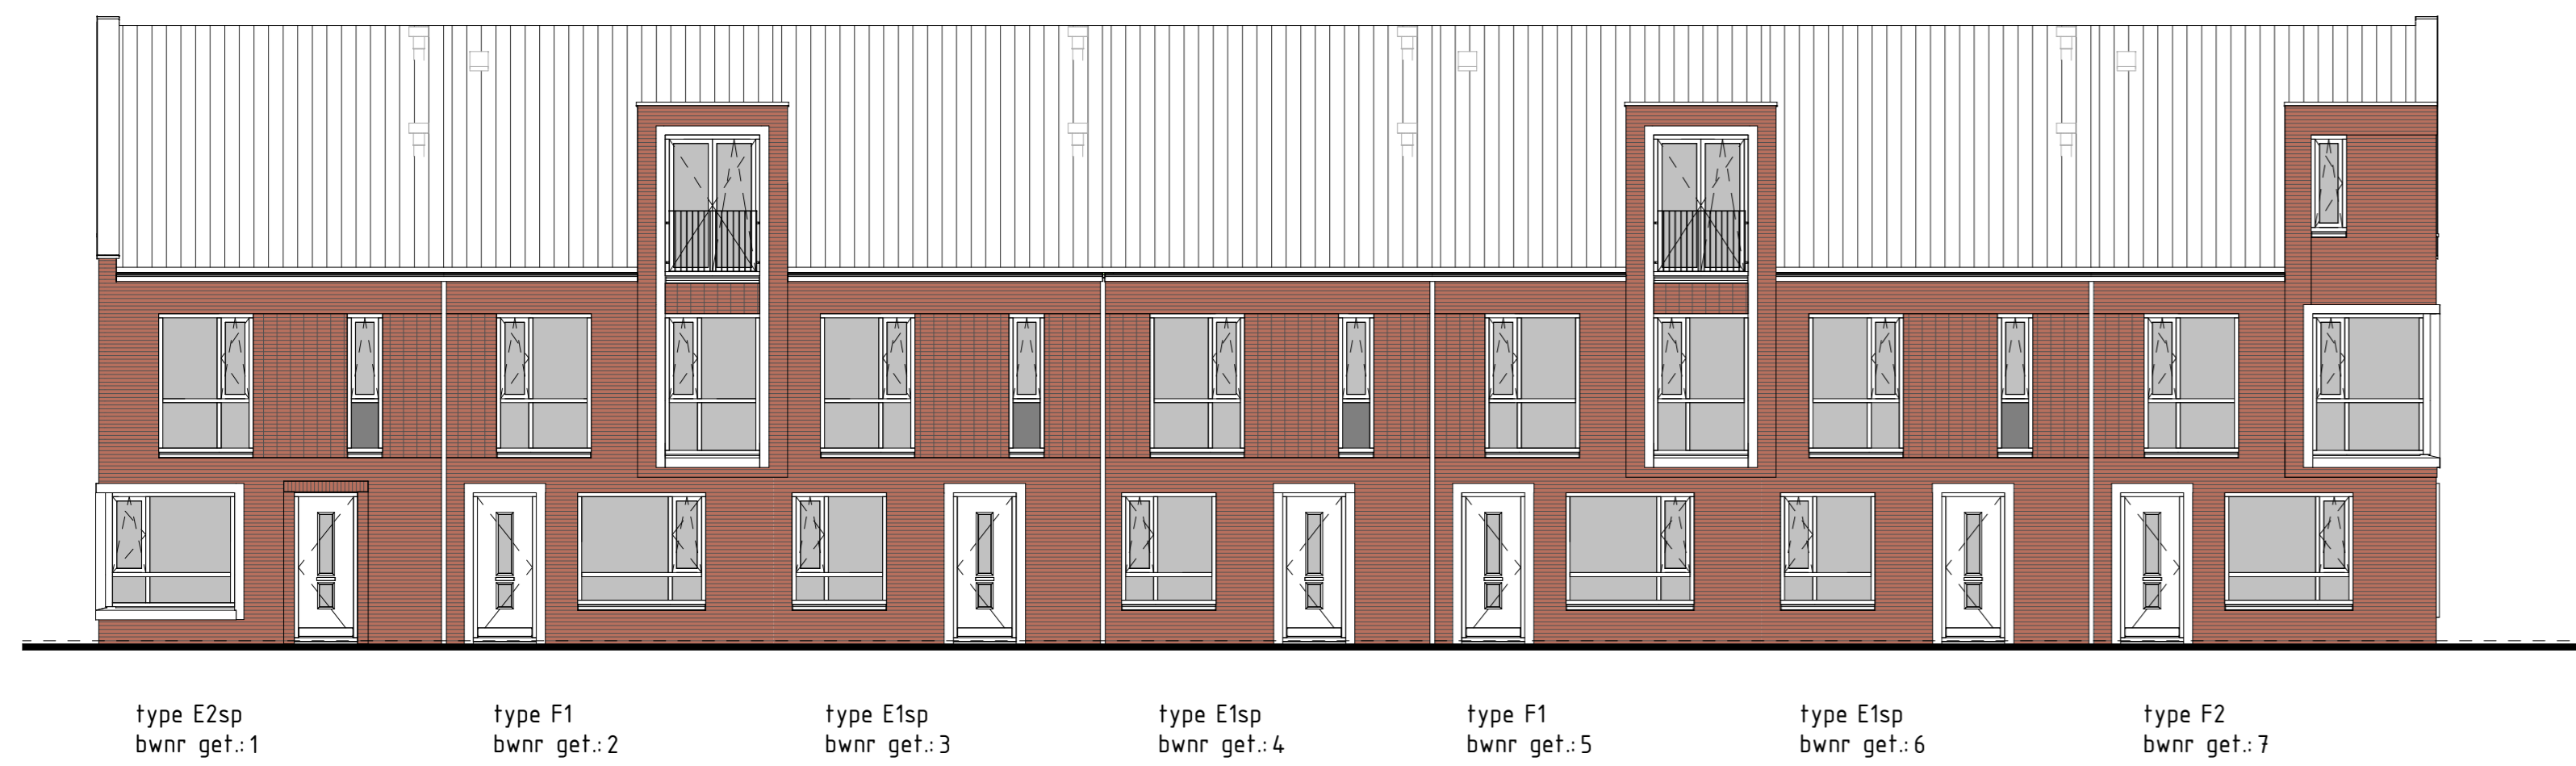 type E2sp
bwnr get.: 1
type F1
bwnr get.: 2
type E1sp
bwnr get.: 3
type E1sp
bwnr get.: 4
type F1
bwnr get.: 5
type E1sp
bwnr get.: 6
type F2
bwnr get.: 7